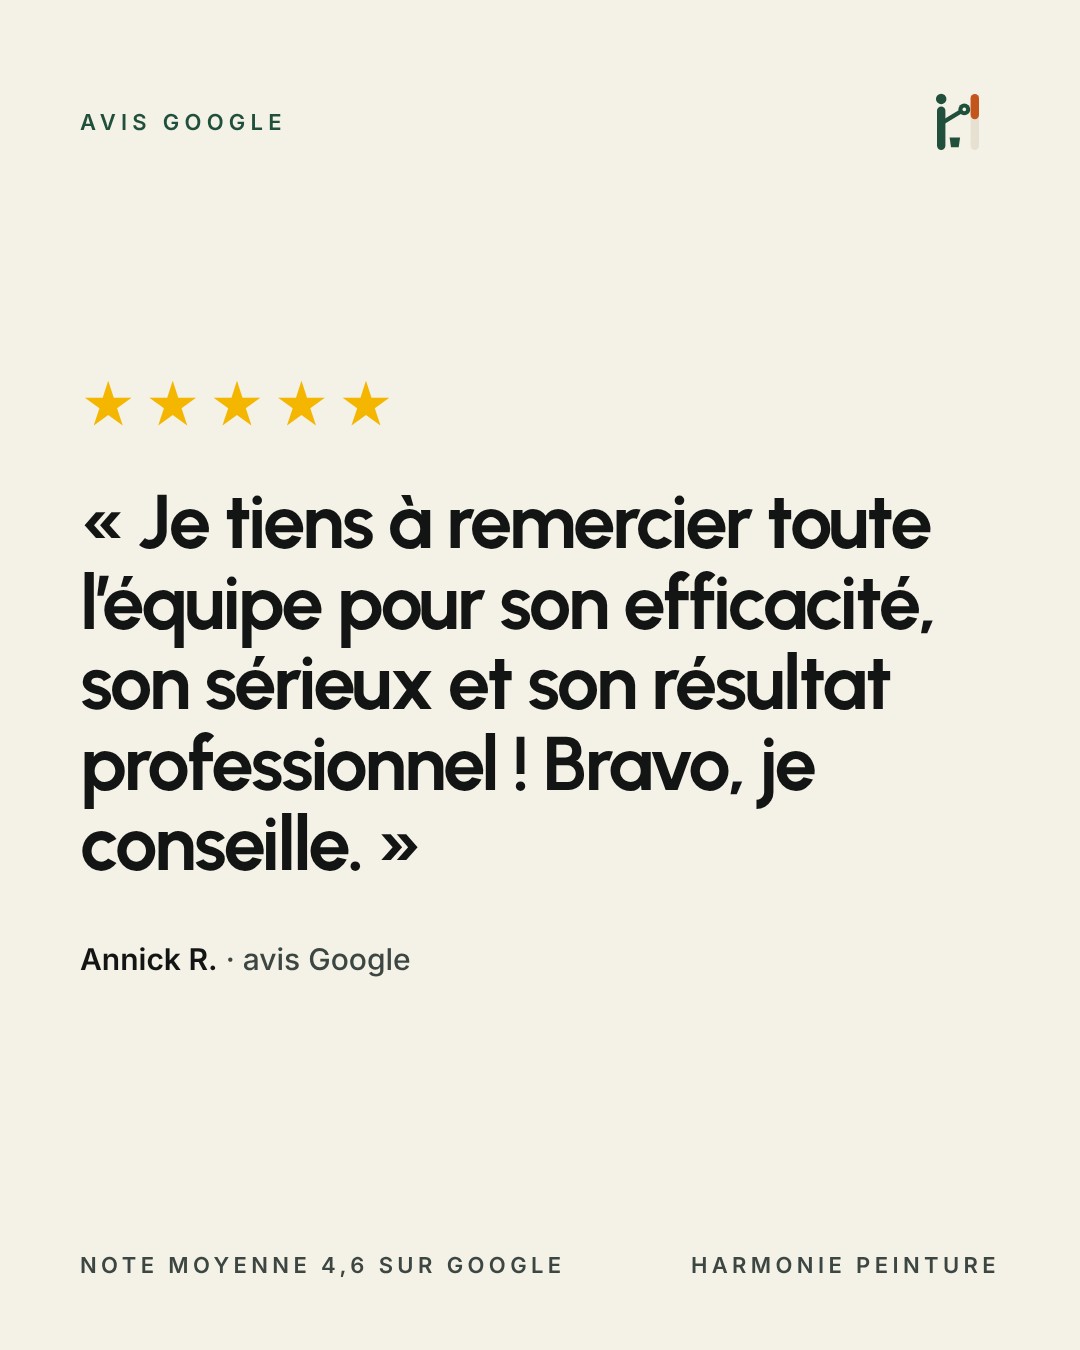 AVIS GOOGLE
★★★★★
« Je tiens à remercier toute
l'équipe pour son efficacité,
son sérieux et son résultat
professionnel ! Bravo, je
conseille. »
Annick R. · avis Google
NOTE MOYENNE 4,6 SUR GOOGLE
HARMONIE PEINTURE